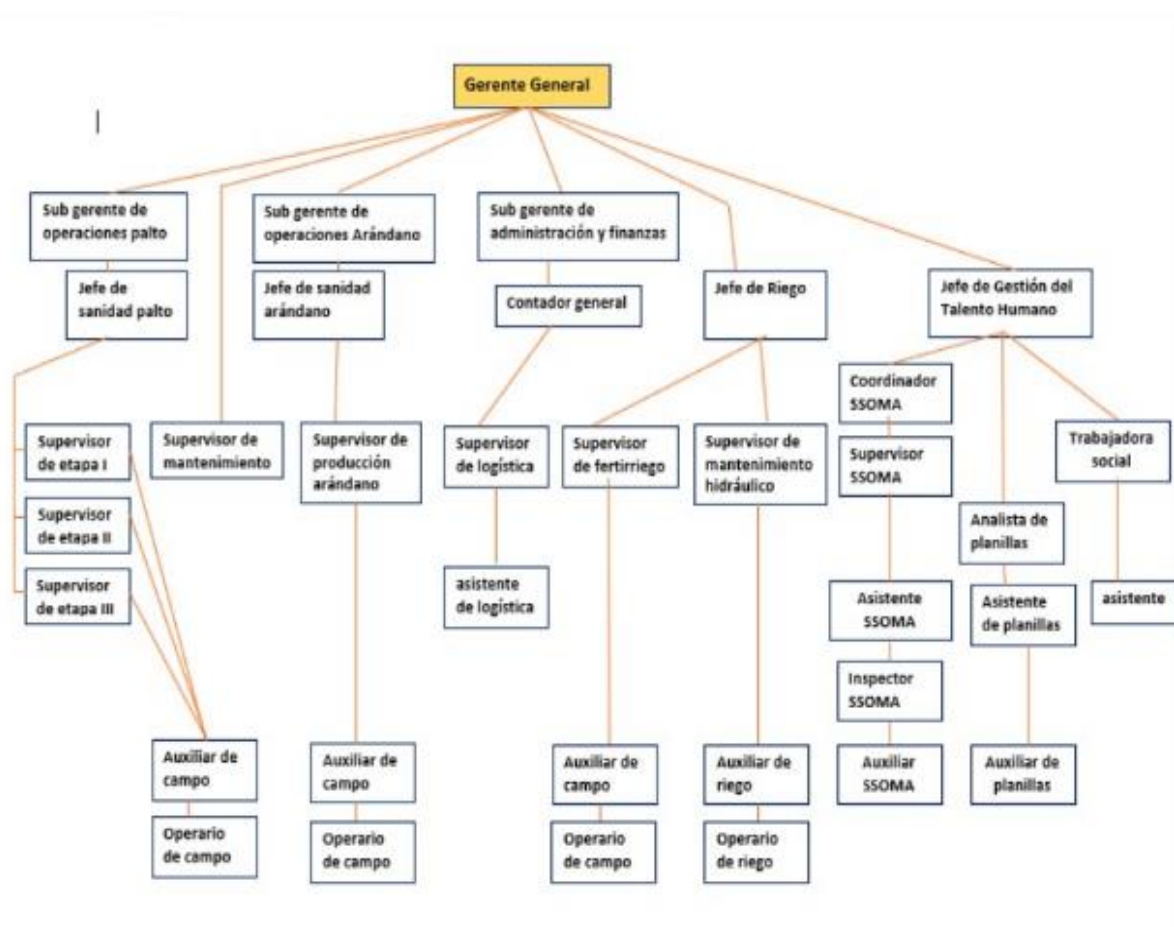 Gerente General
Sub gerente de
operaciones palto
Sub gerente de
operaciones Arándano
Sub gerente de
administración y finanzas
Jefe de
sanidad palto
Jefe de sanidad
arándano
Contador general
Jefe de Riego
Jefe de Gestión del
Talento Humano
Coordinador
SSOMA
Supervisor
de etapa I
Supervisor de
mantenimiento
Supervisor de
producción
arándano
Supervisor
de logística
Supervisor
de fertirriego
Supervisor de
mantenimiento
hidráulico
Supervisor
SSOMA
Trabajadora
social
Supervisor
de etapa II
Analista de
planillas
Supervisor
de etapa III
asistente
de logística
Asistente
SSOMA
Asistente
de planillas
asistente
Inspector
SSOMA
Auxiliar de
campo
Auxiliar de
campo
Auxiliar de
campo
Auxiliar de
riego
Auxiliar
SSOMA
Auxiliar de
planillas
Operario
de campo
Operario
de campo
Operario
de campo
Operario
de riego